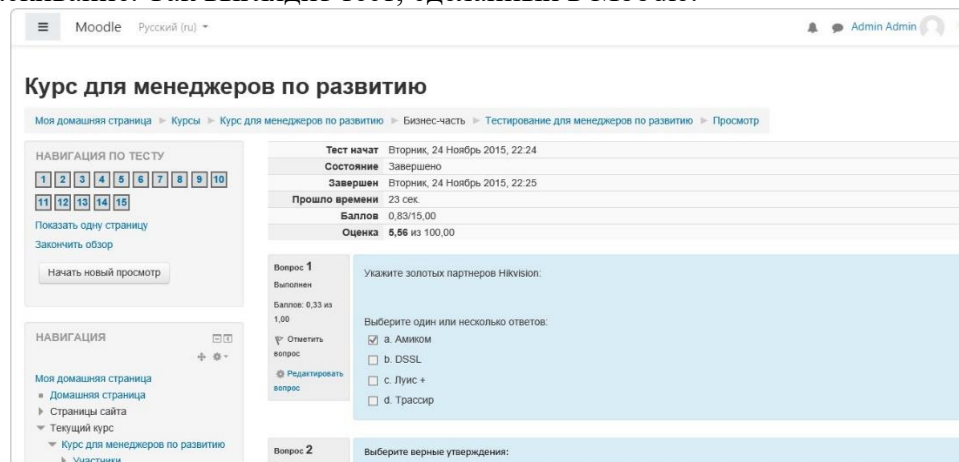 Так выглядит тест, сделанный в Moodle.
Moodle Русский (ru)
Admin Admin
Курс для менеджеров по развитию
Моя домашняя страница Курсы Курс для менеджеров по развитию Бизнес-часть Тестирование для менеджеров по развитию Просмотр
НАВИГАЦИЯ ПО ТЕСТУ
1 2 3 4 5 6 7 8 9 10
11 12 13 14 15
Показать одну страницу
Закончить обзор
Начать новый просмотр
Тест начат Вторник, 24 Ноябрь 2015, 22:24
Состояние Завершено
Завершен Вторник, 24 Ноябрь 2015, 22:25
Прошло времени 23 сек.
Баллов 0,83/15,00
Оценка 5,56 из 100,00
Вопрос 1
Выполнен
Баллов: 0,33 из
1,00
Отметить
вопрос
Редактировать
вопрос
Укажите золотых партнеров Hikvision:
Выберите один или несколько ответов:
a. Амиком
b. DSSL
c. Луис +
d. Трассир
НАВИГАЦИЯ
Моя домашняя страница
Домашняя страница
Страницы сайта
Текущий курс
Курс для менеджеров по развитию
Участники
Вопрос 2
Выберите верные утверждения: